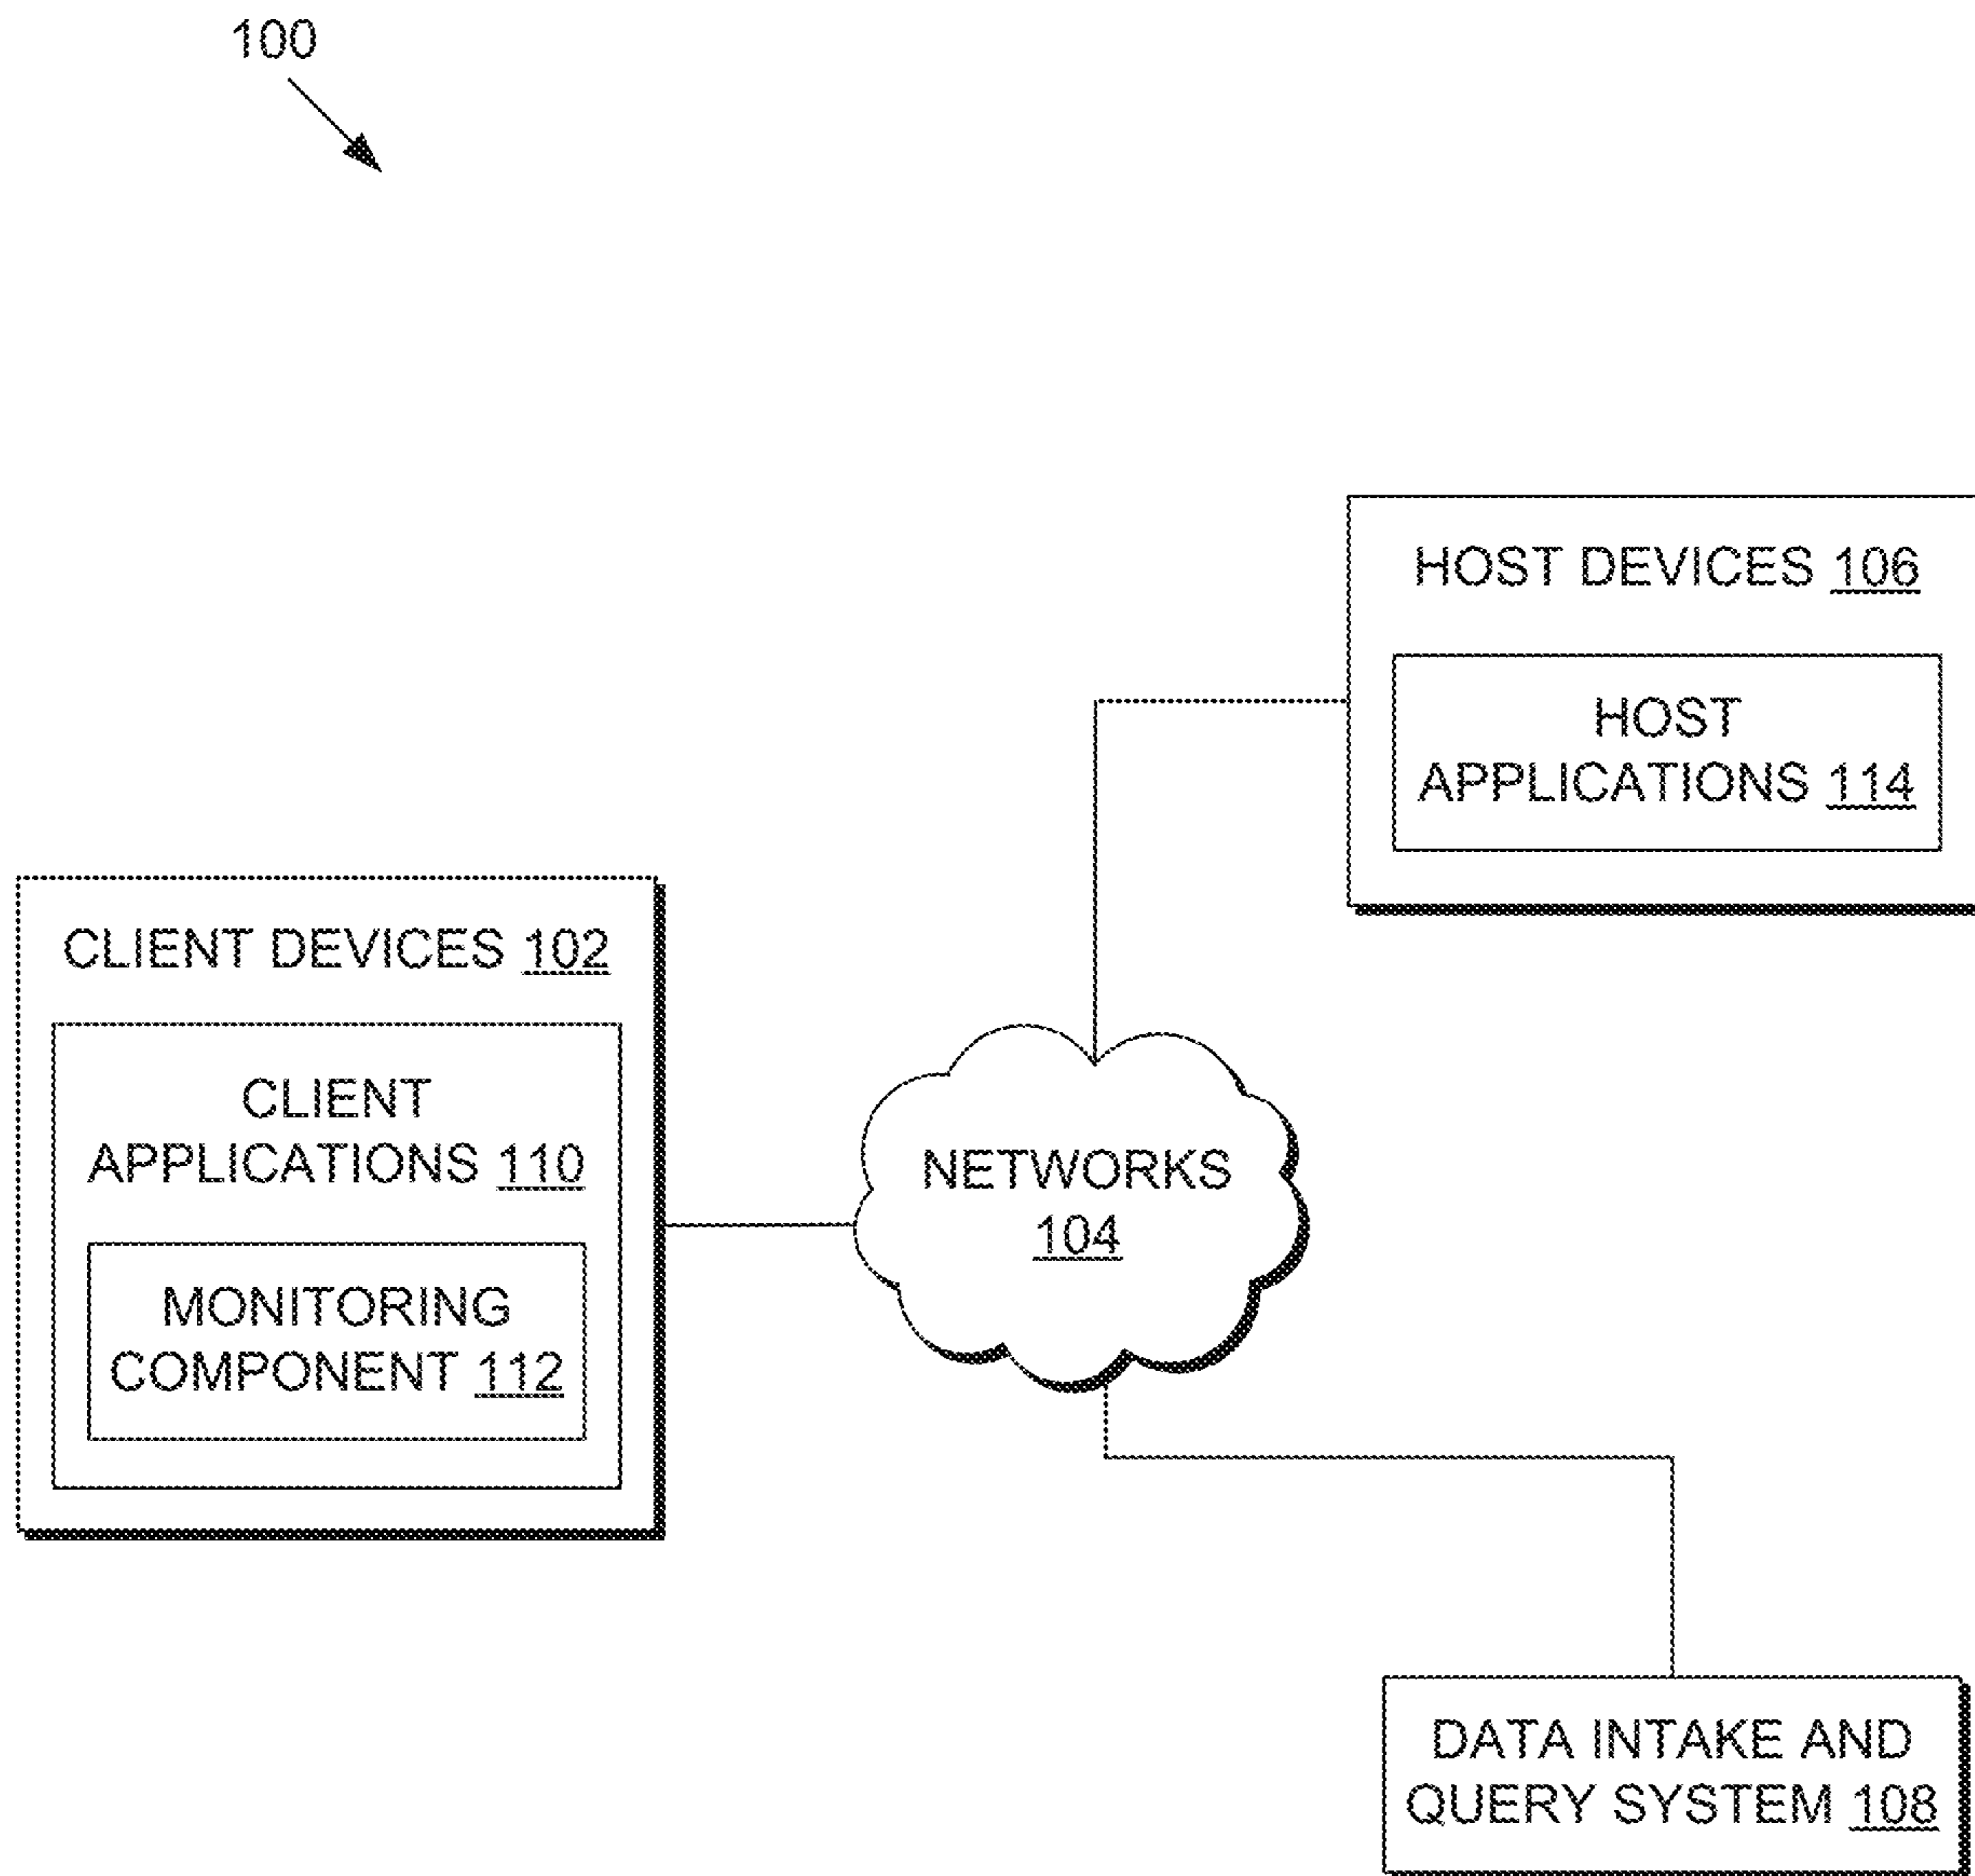 100
HOST DEVICES 106
HOST
APPLICATIONS 114
CLIENT DEVICES 102
CLIENT
APPLICATIONS 110
MONITORING
COMPONENT 112
NETWORKS
104
DATA INTAKE AND
QUERY SYSTEM 108